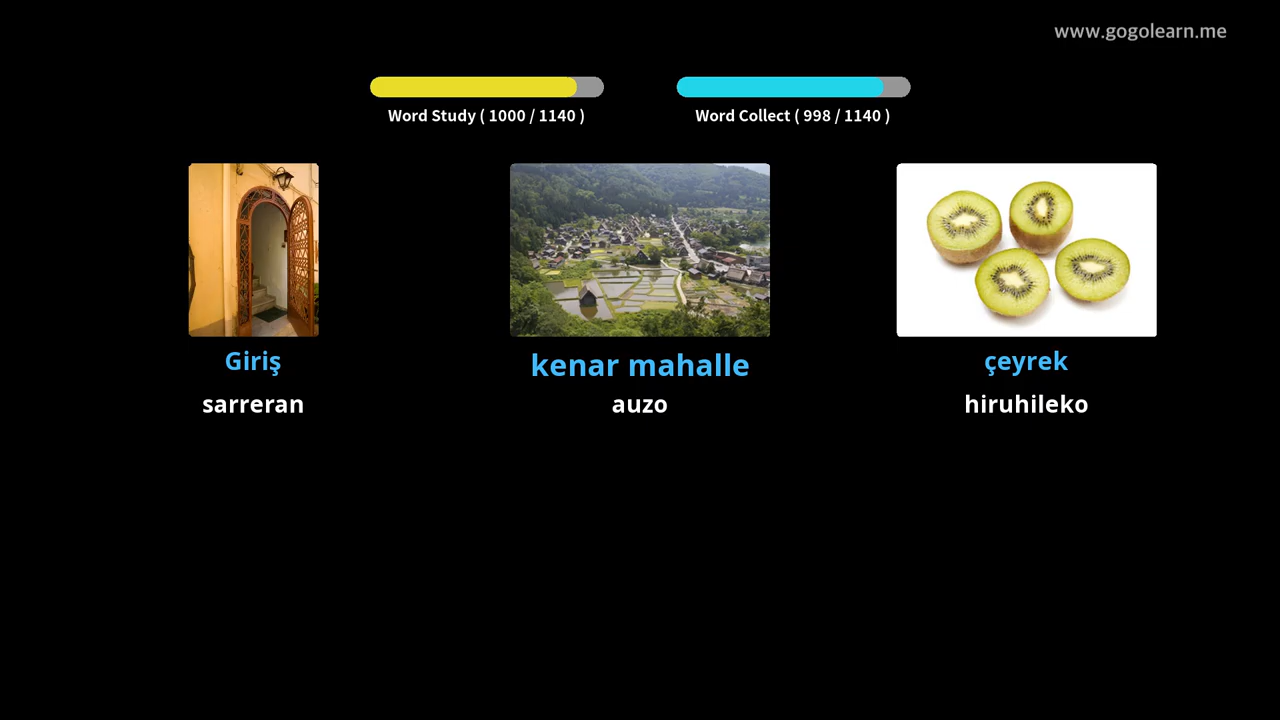 www.gogolearn.me
Word Study ( 1000 / 1140 )
Word Collect ( 998 / 1140 )
Giriş
sarreran
kenar mahalle
auzo
çeyrek
hiruhileko